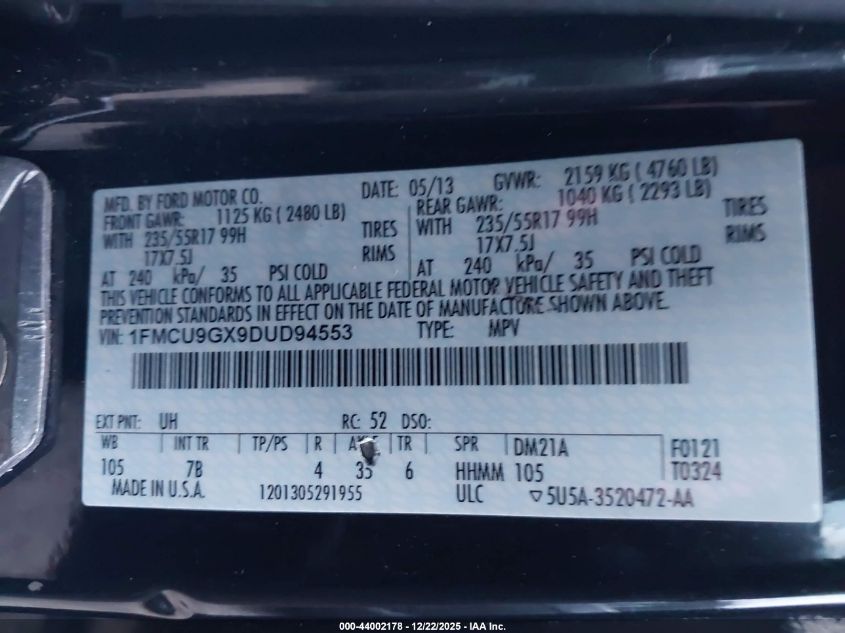 MFD. BY FORD MOTOR CO. DATE: 05/13 GVWR: 2159 KG ( 4760 LB)
FRONT GAWR: 1125 KG ( 2480 LB) REAR GAWR: 1040 KG ( 2293 LB)
WITH 235/55R17 99H TIRES WITH 235/55R17 99H TIRES
17X7.5J RIMS 17X7.5J RIMS
AT 240 kPa/ 35 PSI COLD AT 240 kPa/ 35 PSI COLD
THIS VEHICLE CONFORMS TO ALL APPLICABLE FEDERAL MOTOR VEHICLE SAFETY AND THEFT
PREVENTION STANDARDS IN EFFECT ON THE DATE OF MANUFACTURE SHOWN ABOVE.
VIN: 1FMCU9GX9DUD94553 TYPE: MPV
EXT PNT: UH RC: 52 DSO:
WB INT TR TP/PS R TR SPR DM21A F0121
105 7B 4 35 6 HHMM 105 T0324
MADE IN U.S.A. 1201305291955 ULC ▽5U5A-3520472-AA
000-44002178 - 12/22/2025 - IAA Inc.